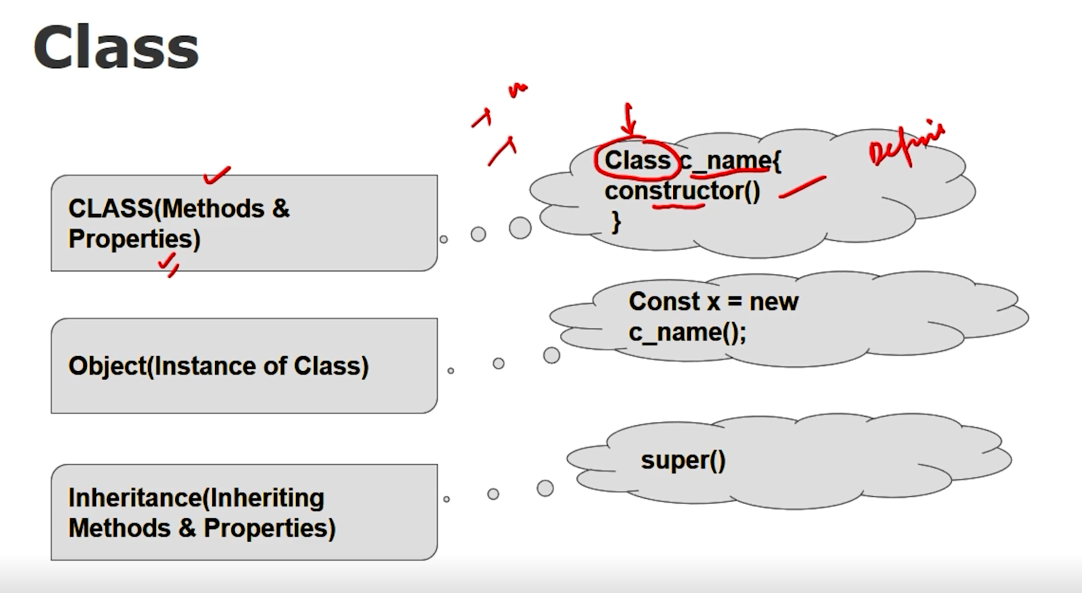 Class
CLASS(Methods &
Properties)
Class c_name{
constructor()
}
Object(Instance of Class)
Const x = new
c_name();
Inheritance(Inheriting
Methods & Properties)
super()